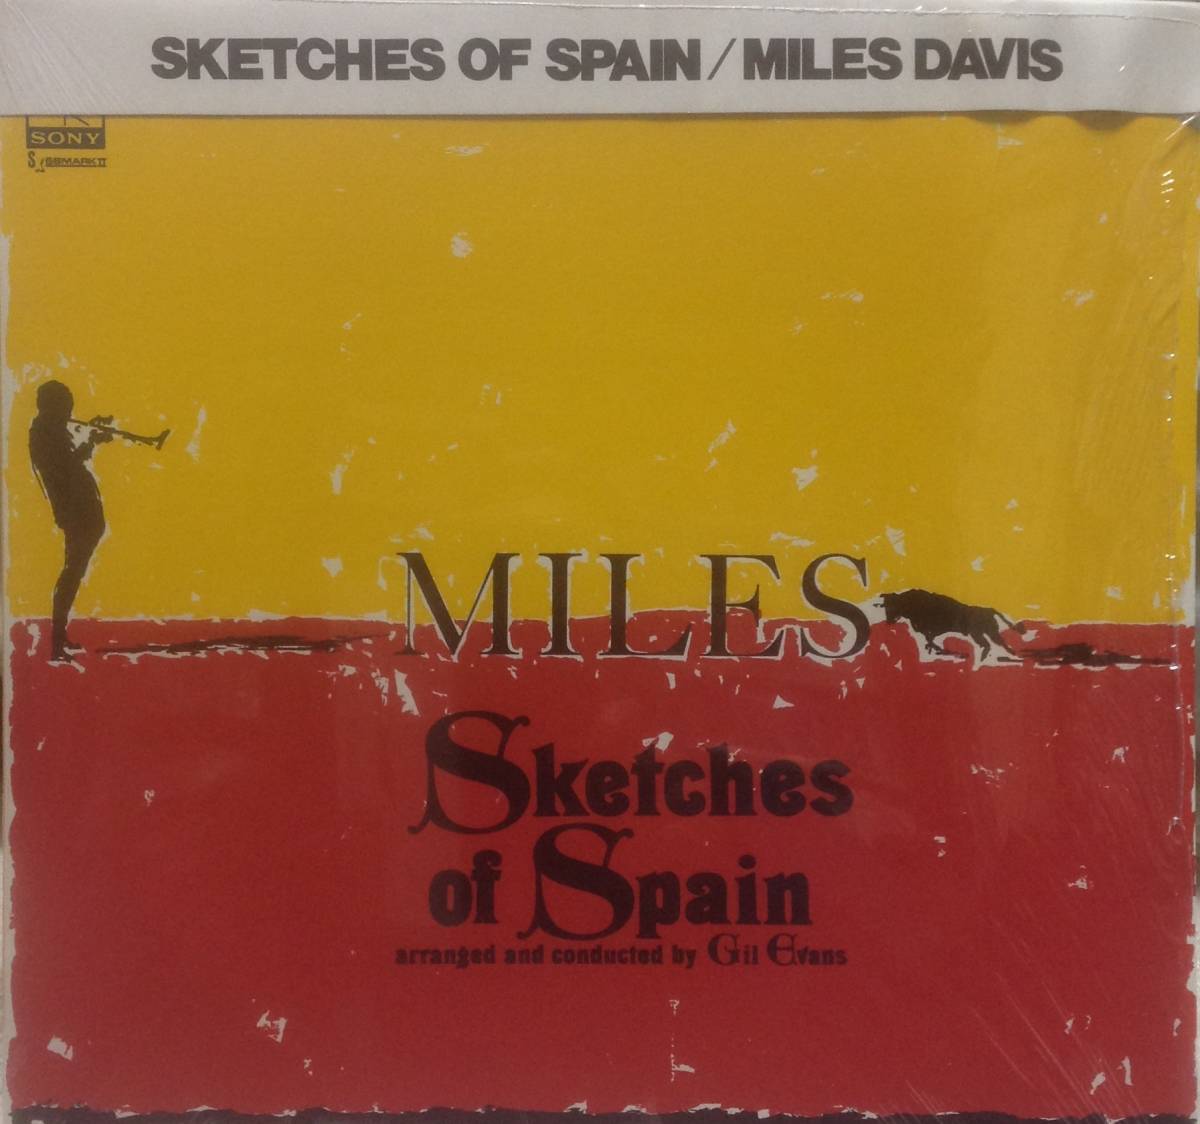 SKETCHES OF SPAIN/MILES DAVIS
SONY
MILES
Sketches
of Spain
arranged and conducted by Gil Evans